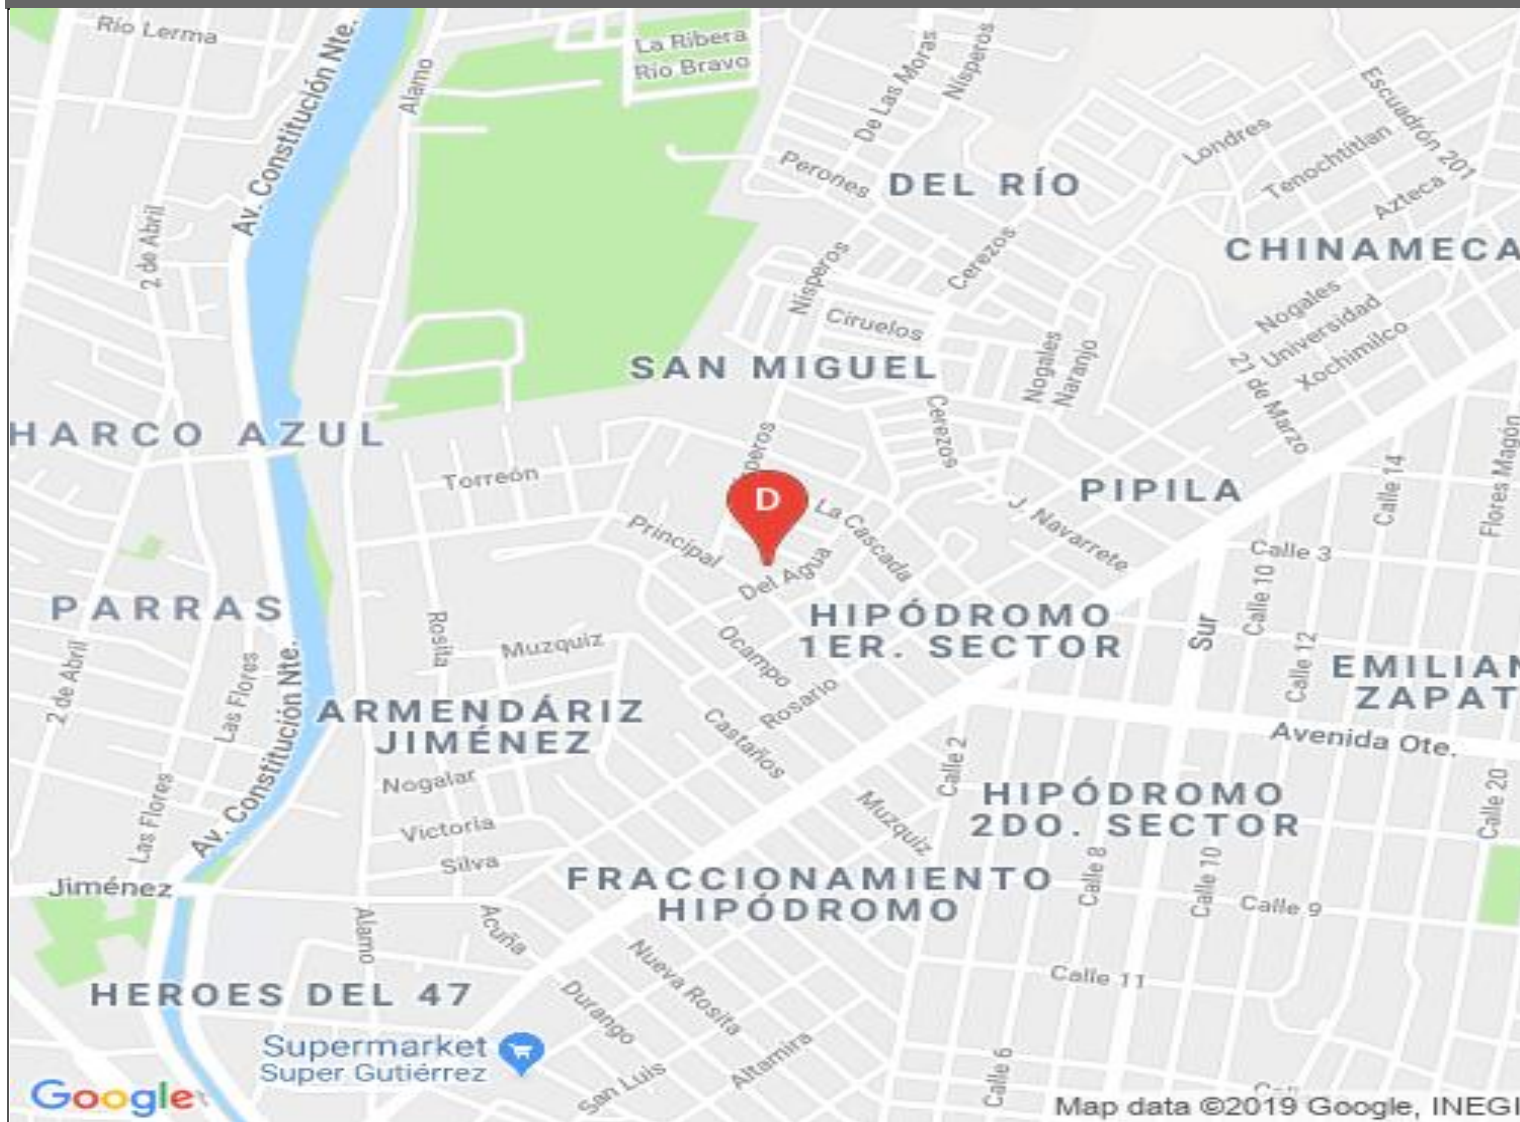 Río Lerma
Av. Constitución Nte.
Alamo
La Ribera
Río Bravo
De Las Moras
Nísperos
Escuadrón 201
Londres
Tenochtitlan
Azteca
Perones
DEL RÍO
2 de Abril
CHINAMECA
Nísperos
Cerezos
Ciruelos
Nogales
Universidad
Xochimilco
21 de Marzo
Nogales
Naranjo
SAN MIGUEL
Cerezos
HARCO AZUL
Torreón
speros
D
La Cascada
PIPILA
J. Navarrete
Calle 14
Flores Magón
Principal
Del Agua
Calle 3
Calle 10
PARRAS
HIPÓDROMO
1ER. SECTOR
Sur
Rosita
Muzquiz
Ocampo
Calle 12
EMILIAN
ZAPAT
2 de Abril
Las Flores
Av. Constitución Nte.
ARMENDÁRIZ
JIMÉNEZ
Rosario
Castaños
Avenida Ote.
Nogalar
Calle 2
HIPÓDROMO
2DO. SECTOR
Calle 20
Las Flores
Victoria
Muzquiz
Silva
Calle 8
Calle 10
Jiménez
FRACCIONAMIENTO
HIPÓDROMO
Calle 9
Alamo
Acuña
Nueva Rosita
Calle 11
HEROES DEL 47
Durango
Supermarket
Super Gutiérrez
San Luis
Altamira
Calle 6
Google
Map data ©2019 Google, INEGI